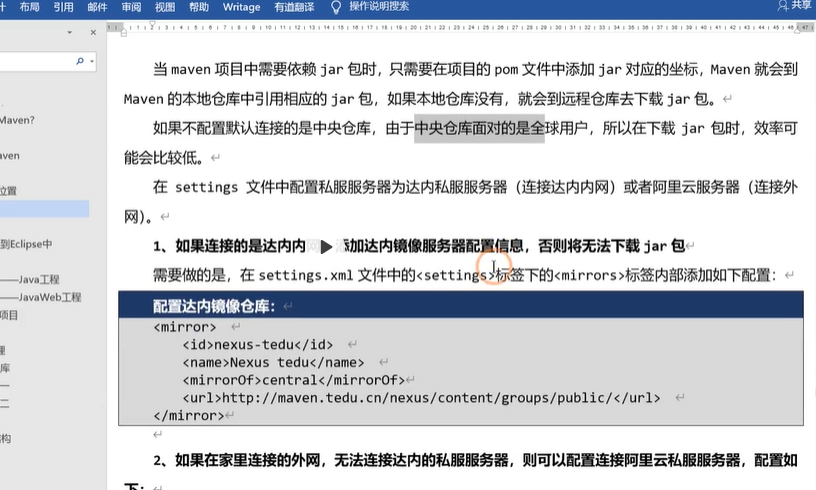 布局 引用 邮件 审阅 视图 帮助 Writage 有道翻译 操作说明搜索 共享
当 maven 项目中需要依赖 jar 包时，只需要在项目的 pom 文件中添加 jar 对应的坐标，Maven 就会到
Maven 的本地仓库中引用相应的 jar 包，如果本地仓库没有，就会到远程仓库去下载 jar 包。
如果不配置默认连接的是中央仓库，由于中央仓库面对的是全球用户，所以在下载 jar 包时，效率可
能会比较低。
在 settings 文件中配置私服服务器为达内私服服务器（连接达内内网）或者阿里云服务器（连接外
网）。
1、如果连接的是达内内网 加达内镜像服务器配置信息，否则将无法下载 jar 包
需要做的是，在 settings.xml 文件中的<settings>标签下的<mirrors>标签内部添加如下配置：
配置达内镜像仓库：
<mirror>
<id>nexus-tedu</id>
<name>Nexus tedu</name>
<mirrorOf>central</mirrorOf>
<url>http://maven.tedu.cn/nexus/content/groups/public/</url>
</mirror>
2、如果在家里连接的外网，无法连接达内的私服服务器，则可以配置连接阿里云私服服务器，配置如
下：
Maven?
aven
位置
到Eclipse中
——Java工程
——JavaWeb工程
项目
理
库
一
二
构